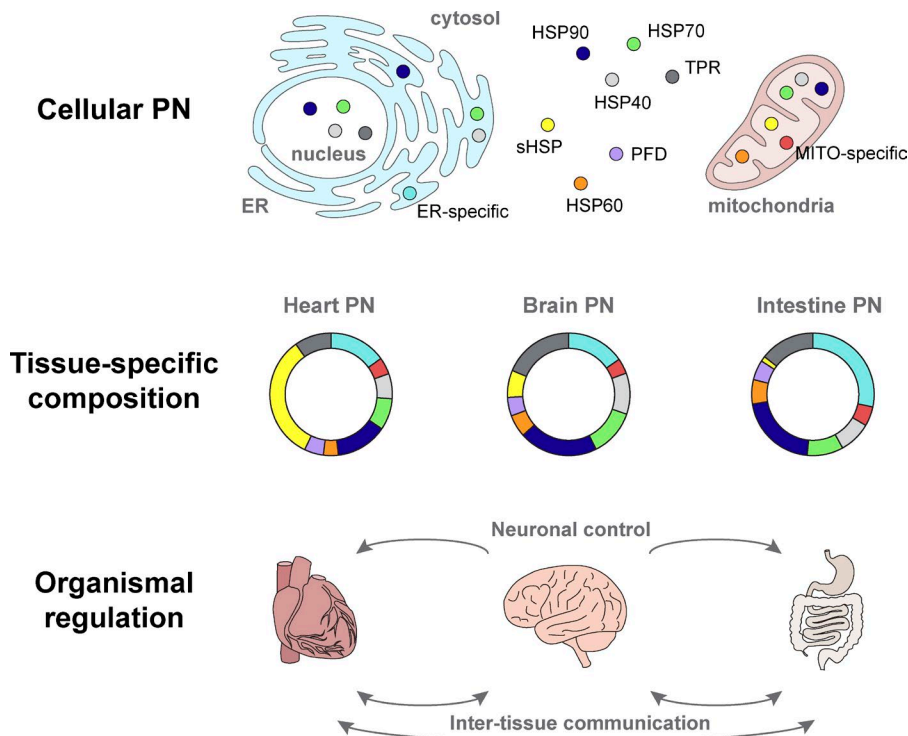 cytosol
HSP90
HSP70
TPR
Cellular PN
HSP40
nucleus
sHSP
PFD
MITO-specific
ER
ER-specific
HSP60
mitochondria
Heart PN
Brain PN
Intestine PN
Tissue-specific
composition
Neuronal control
Organismal
regulation
Inter-tissue communication